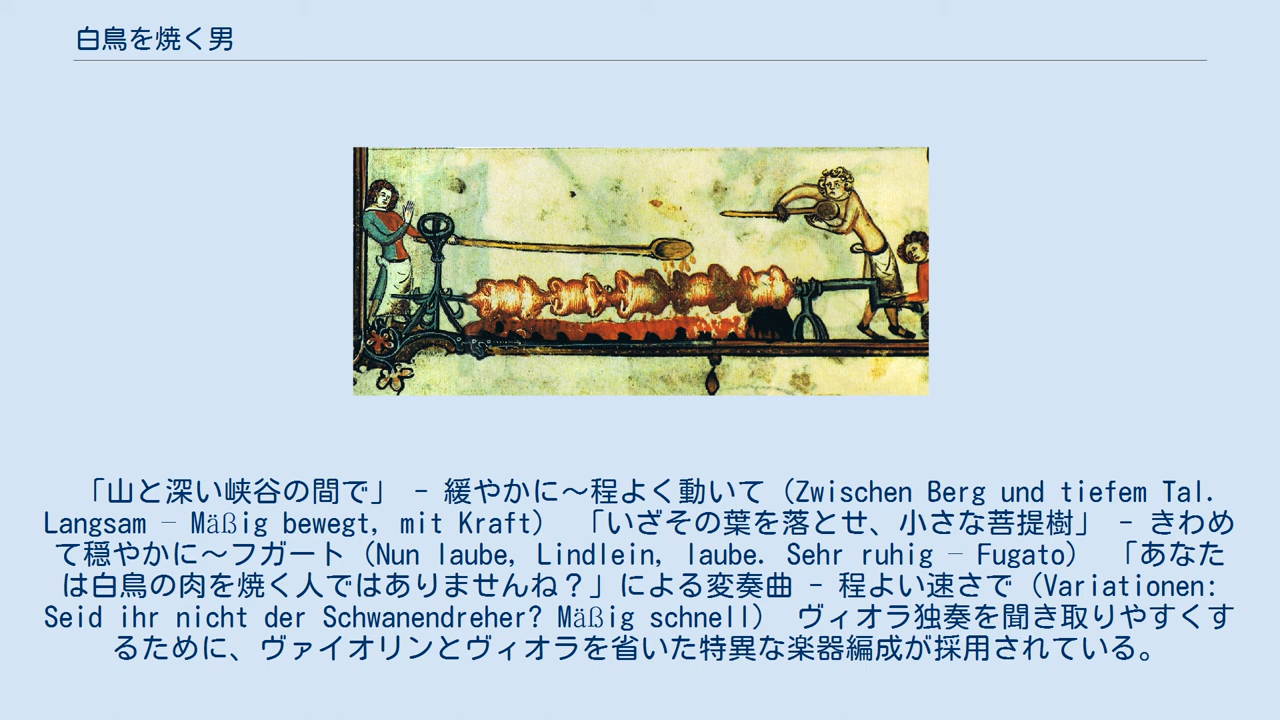 白鳥を焼く男
「山と深い峡谷の間で」 - 緩やかに〜程よく動いて（Zwischen Berg und tiefem Tal.
Langsam – Mäßig bewegt, mit Kraft） 「いざその葉を落とせ、小さな菩提樹」 - きわめ
て穏やかに〜フガート（Nun laube, Lindlein, laube. Sehr ruhig – Fugato） 「あなた
は白鳥の肉を焼く人ではありませんね？」による変奏曲 - 程よい速さで（Variationen:
Seid ihr nicht der Schwanendreher? Mäßig schnell） ヴィオラ独奏を聞き取りやすくす
るために、ヴァイオリンとヴィオラを省いた特異な楽器編成が採用されている。